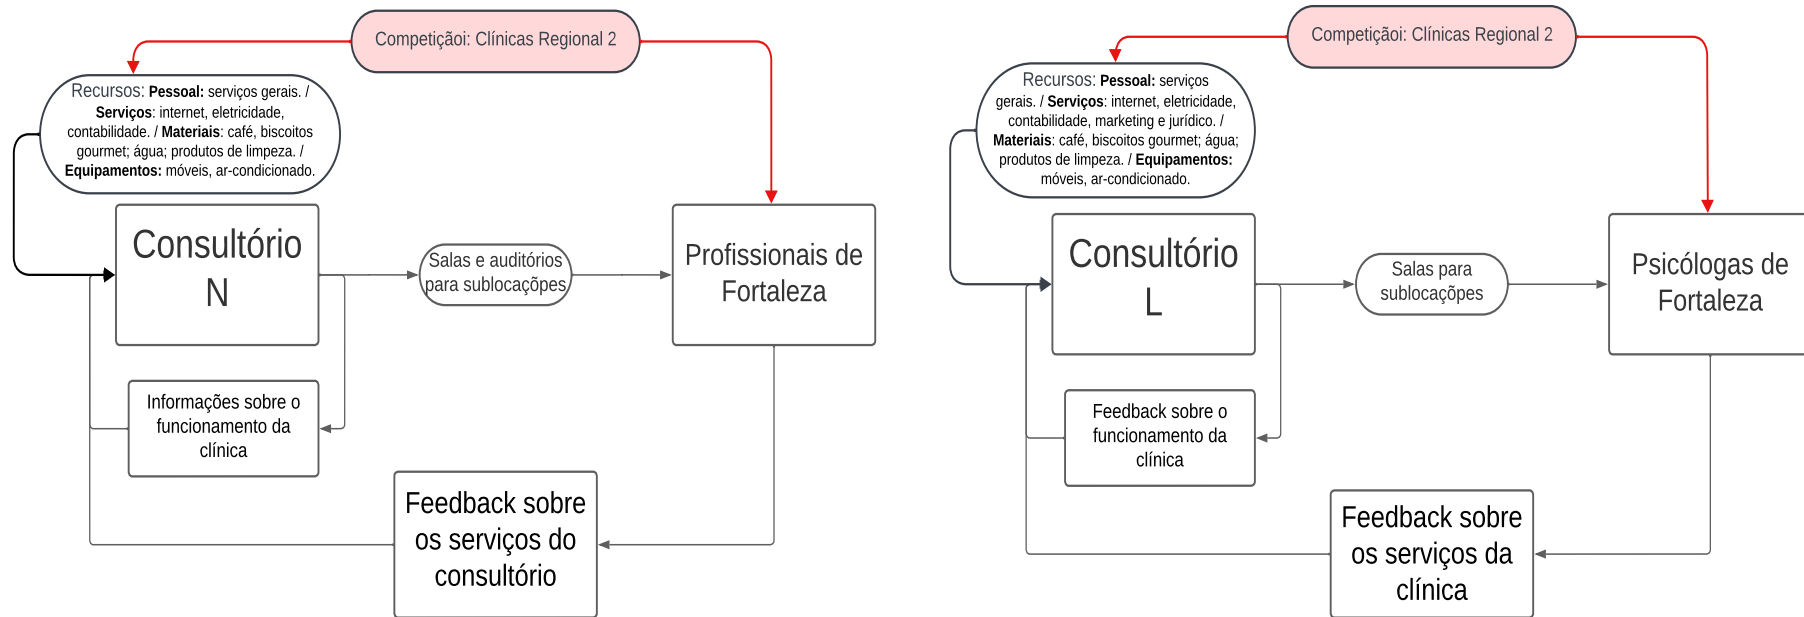 Competiçãoi: Clínicas Regional 2
Recursos: Pessoal: serviços gerais. /
Serviços: internet, eletricidade,
contabilidade. / Materiais: café, biscoitos
gourmet; água; produtos de limpeza. /
Equipamentos: móveis, ar-condicionado.
Consultório
N
Salas e auditórios
para sublocaçõpes
Profissionais de
Fortaleza
Informações sobre o
funcionamento da
clínica
Feedback sobre
os serviços do
consultório
Competiçãoi: Clínicas Regional 2
Recursos: Pessoal: serviços
gerais. / Serviços: internet, eletricidade,
contabilidade, marketing e jurídico. /
Materiais: café, biscoitos gourmet; água;
produtos de limpeza. / Equipamentos:
móveis, ar-condicionado.
Consultório
L
Salas para
sublocaçõpes
Psicólogas de
Fortaleza
Feedback sobre o
funcionamento da
clínica
Feedback sobre
os serviços da
clínica